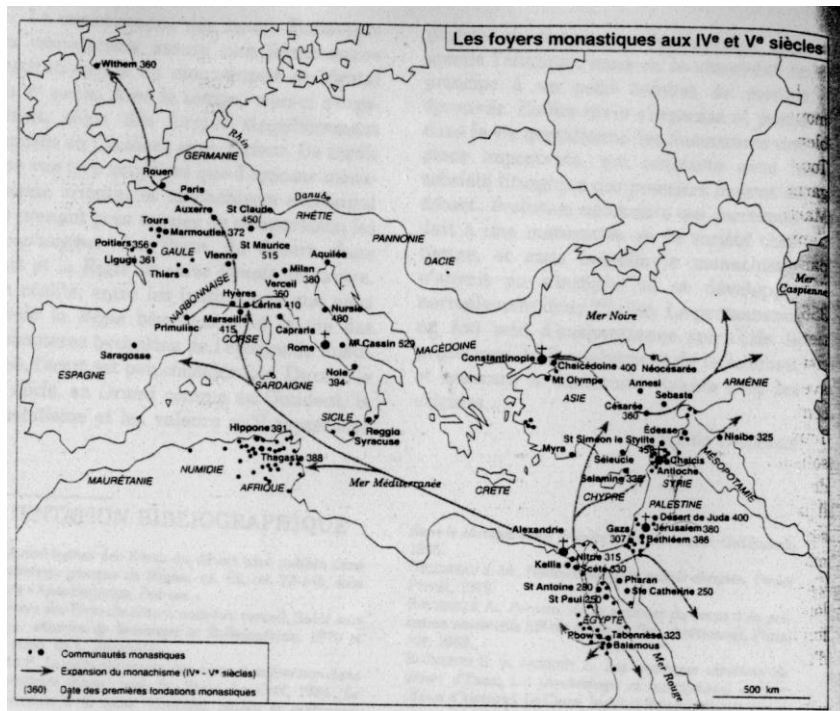 Les foyers monastiques aux IVe et Ve siècles
Withem 360
GERMANIE
Rhin
Rouen
Paris
Auxerre
St Claude
450
Danube
RHÉTIE
Tours
Marmoutier 372
St Maurice
515
PANNONIE
Poitiers 356
Ligugé 361
GAULE
Vienne
Milan
380
Aquilée
DACIE
Thiers
Verceil
350
NARBONNAISE
Hyères
Lérins 410
Nursie
480
Marseille
415
Primuliac
CORSE
Capraria
Rome
Mt Cassin 529
MACÉDOINE
Saragosse
ESPAGNE
SARDAIGNE
Nole
394
SICILE
Reggio
Syracuse
Hippone 391
Thagaste 388
NUMIDIE
MAURÉTANIE
AFRIQUE
Mer Méditerranée
CRÈTE
Mer Noire
Mer
Caspienne
Constantinople
Chalcédoine 400
Mt Olympe
Néocésarée
ARMÉNIE
Annesi
ASIE
Sebaste
Césarée
360
Edesse
Nisibe 325
Myra
St Siméon le Stylite
Séleucie
Chalcis
Antioche
MÉSOPOTAMIE
Salamine 335
SYRIE
CHYPRE
PALESTINE
Alexandrie
Désert de Juda 400
Gaza
307
Jérusalem 380
Bethléem 386
Nitrie 315
Kellia
Scété 330
Pharan
St Antoine 280
Ste Catherine 250
St Paul 250
EGYPTE
Pbow
Tabennèse 323
Balamous
Mer Rouge
Communautés monastiques
Expansion du monachisme (IVe - Ve siècles)
(360) Date des premières fondations monastiques
500 km